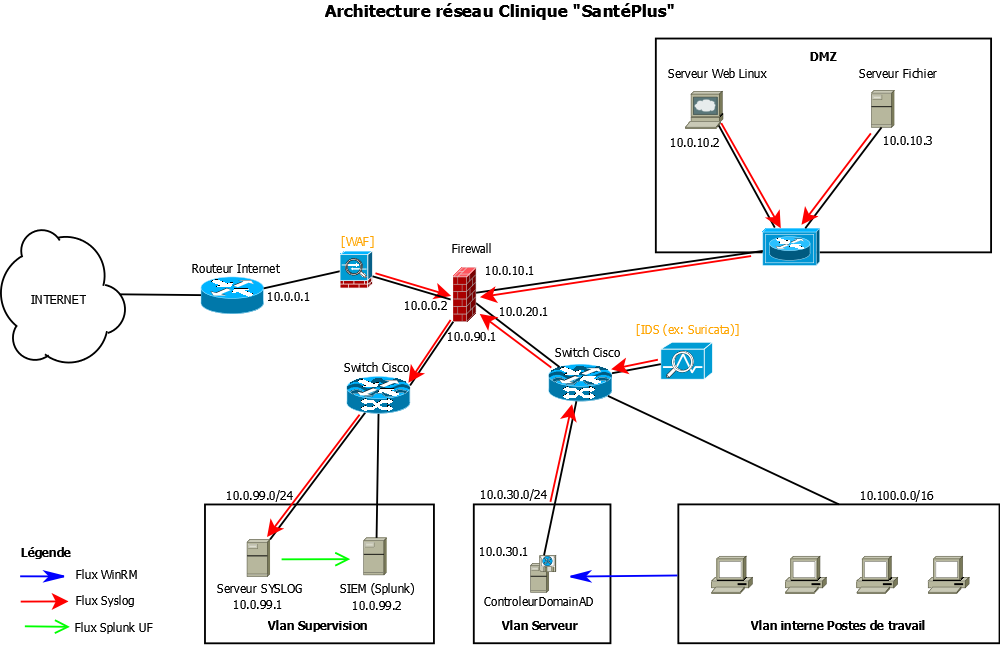 Architecture réseau Clinique "SantéPlus"
DMZ
Serveur Web Linux
Serveur Fichier
10.0.10.2
10.0.10.3
[WAF]
Firewall
Routeur Internet
INTERNET
10.0.0.1
10.0.0.2
10.0.10.1
10.0.20.1
10.0.90.1
[IDS (ex: Suricata)]
Switch Cisco
Switch Cisco
10.0.99.0/24
10.0.30.0/24
10.100.0.0/16
Légende
Flux WinRM
Flux Syslog
Flux Splunk UF
Serveur SYSLOG
10.0.99.1
SIEM (Splunk)
10.0.99.2
Vlan Supervision
10.0.30.1
ControleurDomainAD
Vlan Serveur
Vlan interne Postes de travail